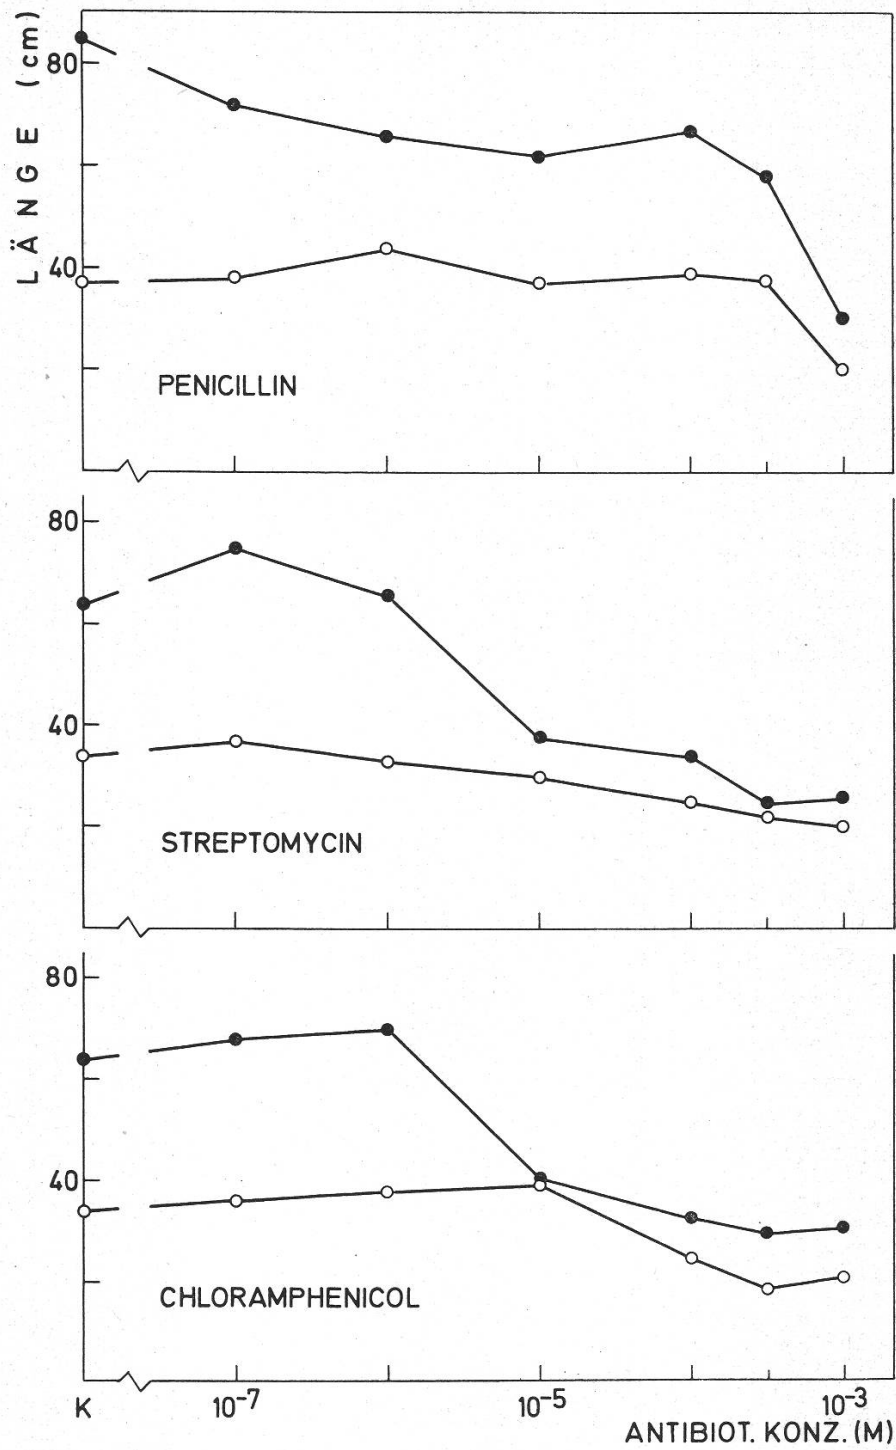 LÄNGE (cm)
80
40
PENICILLIN
80
40
STREPTOMYCIN
80
40
CHLORAMPHENICOL
K 10⁻⁷ 10⁻⁵ 10⁻³
ANTIBIOT. KONZ. (M)